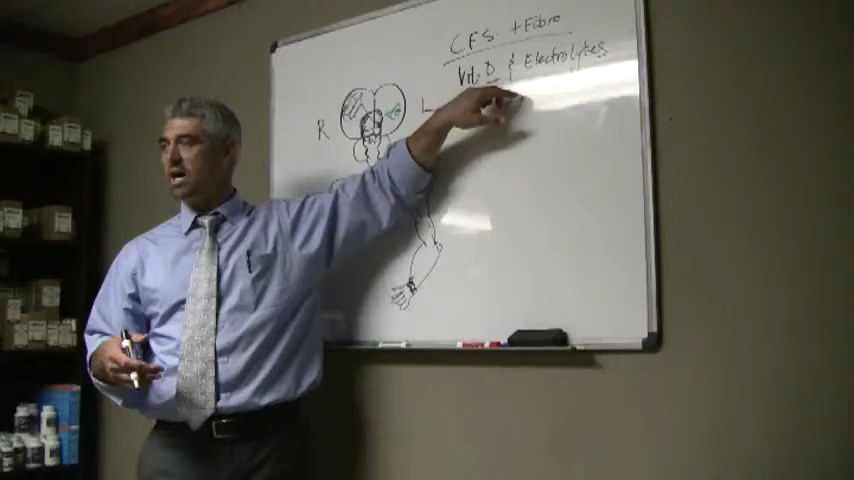 CFS. + Fibro
Vit. D & Electrolytes
R L